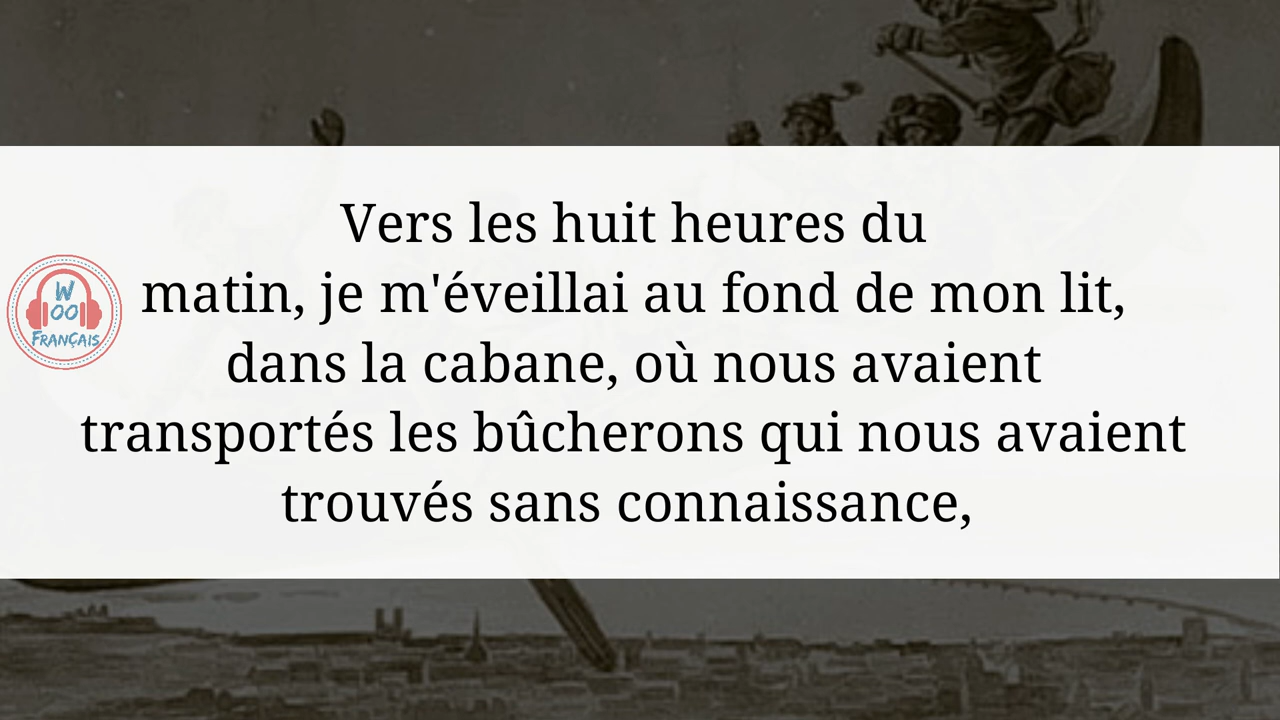 Vers les huit heures du
matin, je m'éveillai au fond de mon lit,
dans la cabane, où nous avaient
transportés les bûcherons qui nous avaient
trouvés sans connaissance,
W
OO
FRANÇAIS